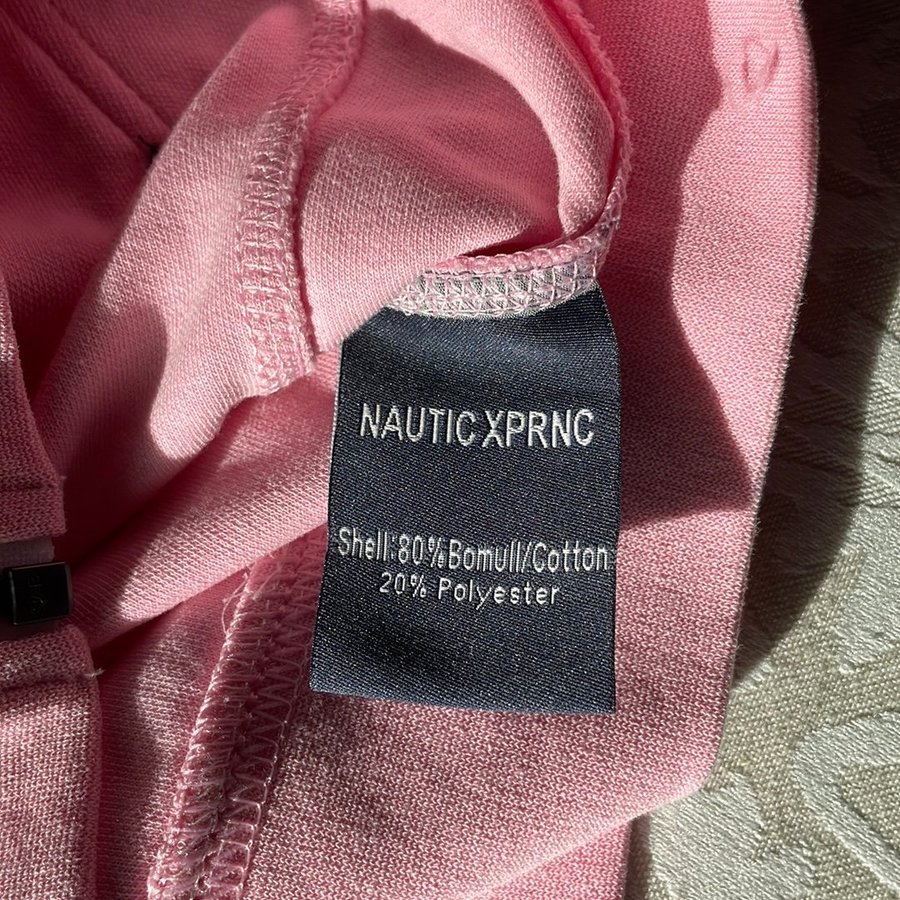 NAUTIC XPRNC
Shell:80%Bomull/Cotton
20% Polyester